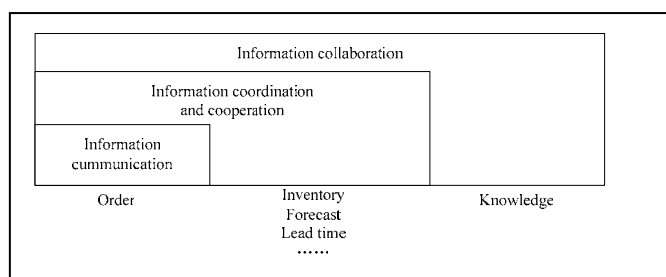 Information collaboration
Information coordination
and cooperation
Information
cummunication
Order
Inventory
Forecast
Lead time
……
Knowledge